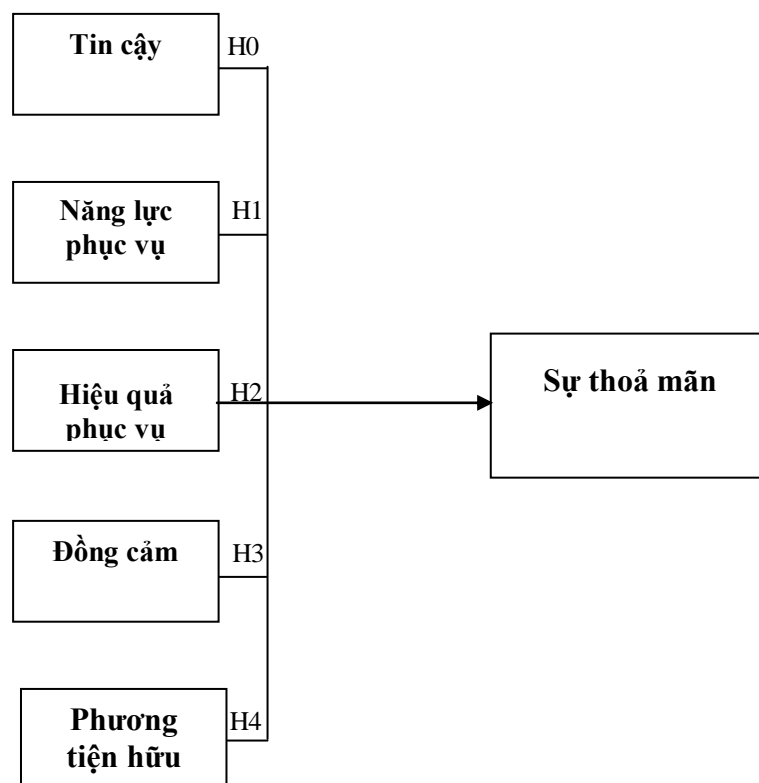 Tin cậy
H0
Năng lực
phục vụ
H1
Hiệu quả
phục vụ
H2
Sự thoả mãn
Đồng cảm
H3
Phương
tiện hữu
H4